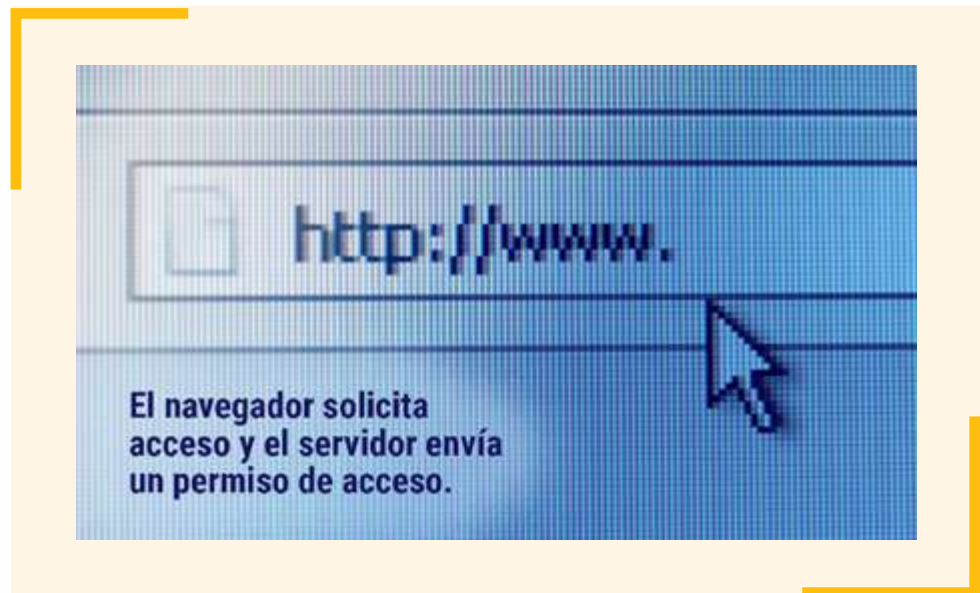 http://www.
El navegador solicita
acceso y el servidor envía
un permiso de acceso.